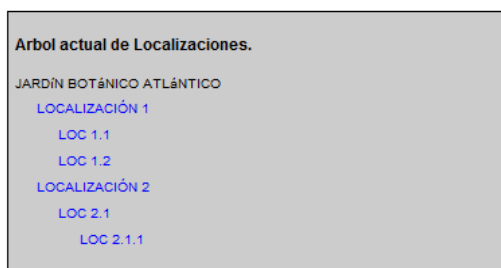 Arbol actual de Localizaciones.
JARDíN BOTáNICO ATLáNTICO
LOCALIZACIÓN 1
LOC 1.1
LOC 1.2
LOCALIZACIÓN 2
LOC 2.1
LOC 2.1.1